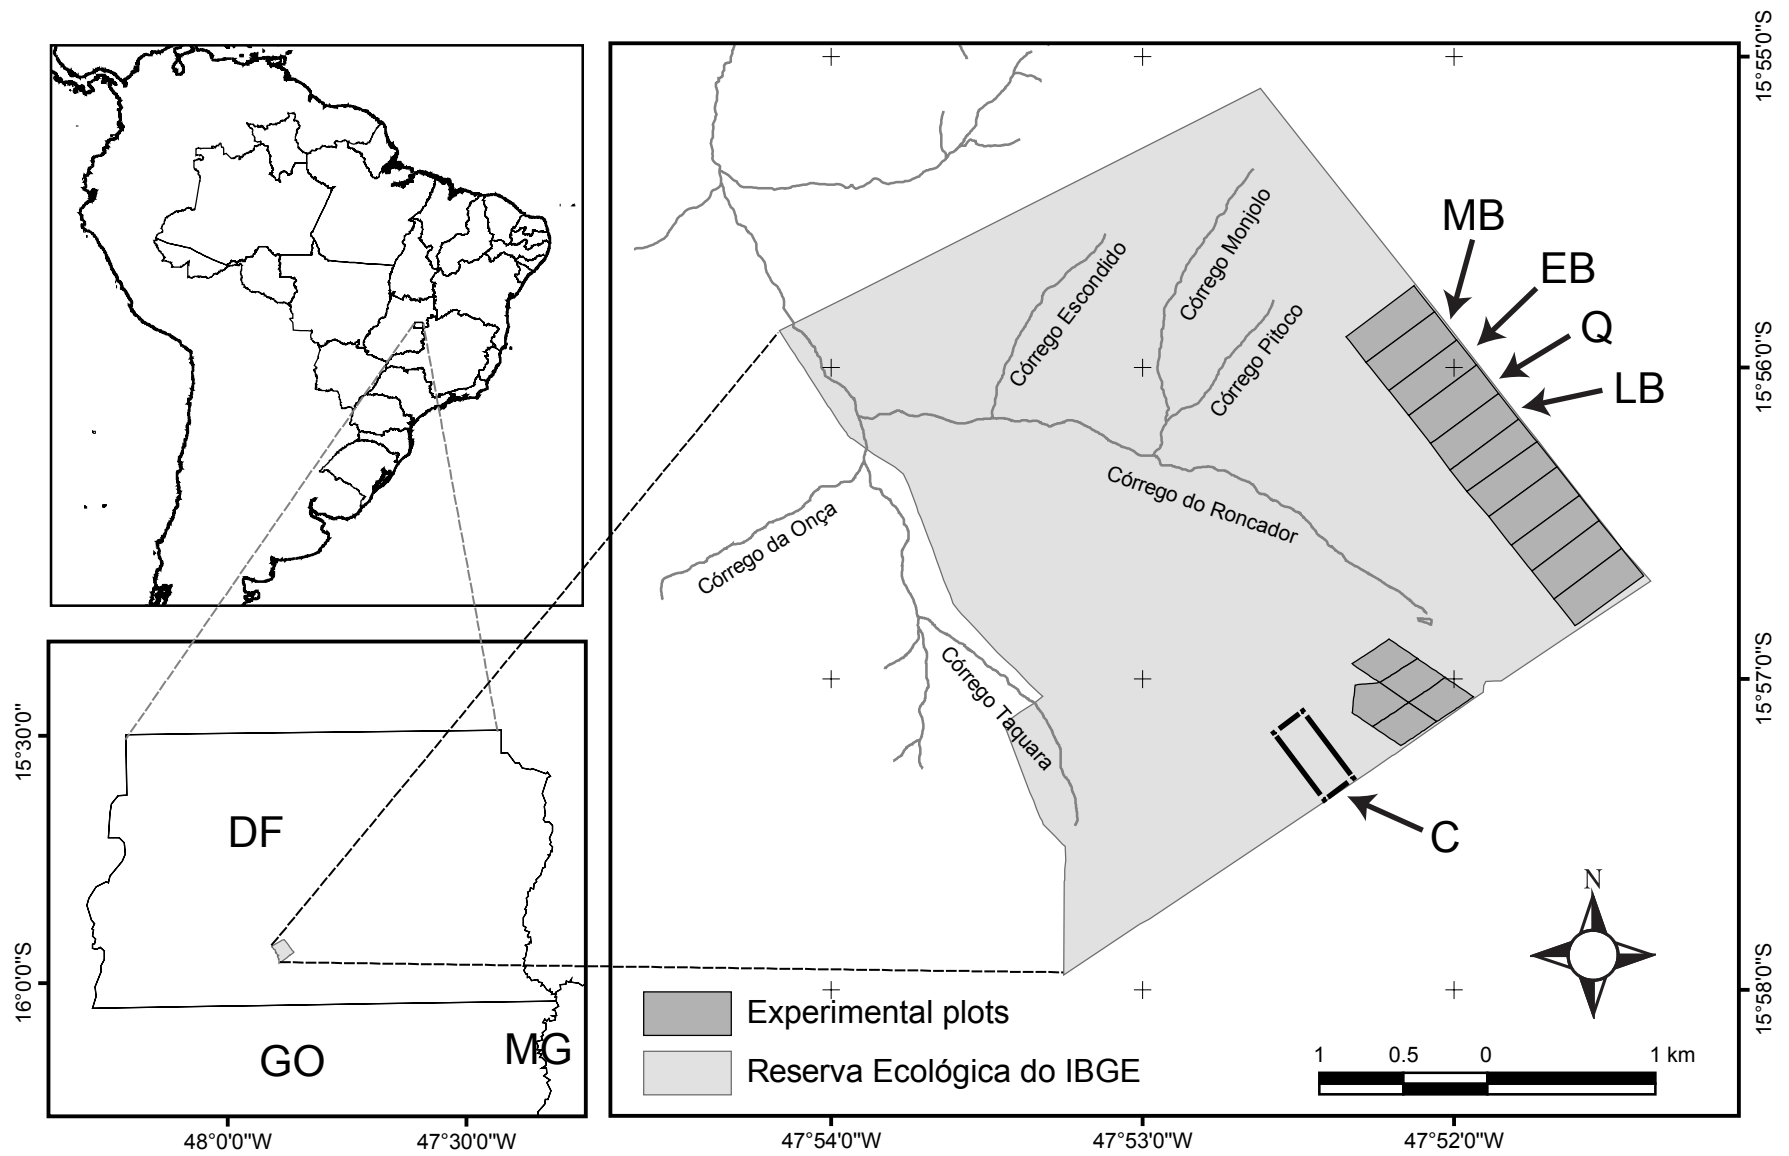 15°55'0"S
MB
EB
Q
LB
Córrego Monjolo
Córrego Escondido
Córrego Pitoco
15°56'0"S
Córrego do Roncador
Córrego da Onça
Córrego Taquara
15°57'0"S
C
15°30'0"
DF
16°0'0"S
GO
MG
48°0'0"W
47°30'0"W
N
15°58'0"S
Experimental plots
Reserva Ecológica do IBGE
1 0.5 0 1 km
47°54'0"W
47°53'0"W
47°52'0"W